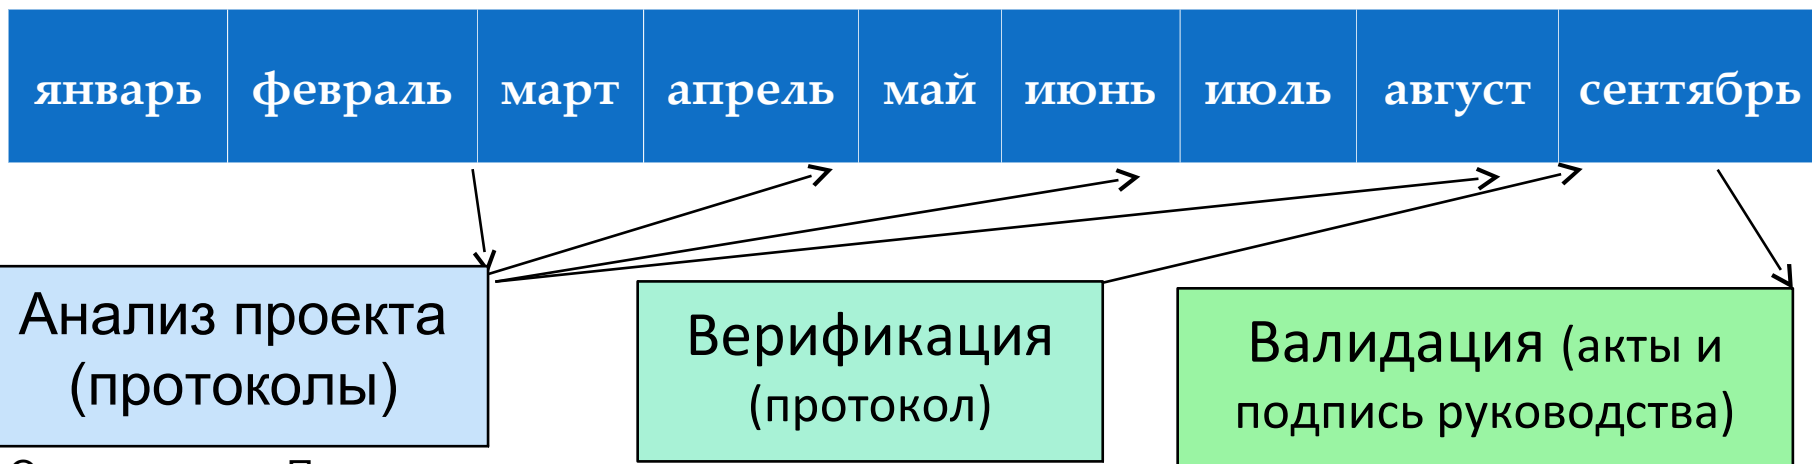 январь февраль март апрель май июнь июль август сентябрь
Анализ проекта
(протоколы)
Верификация
(протокол)
Валидация (акты и
подпись руководства)